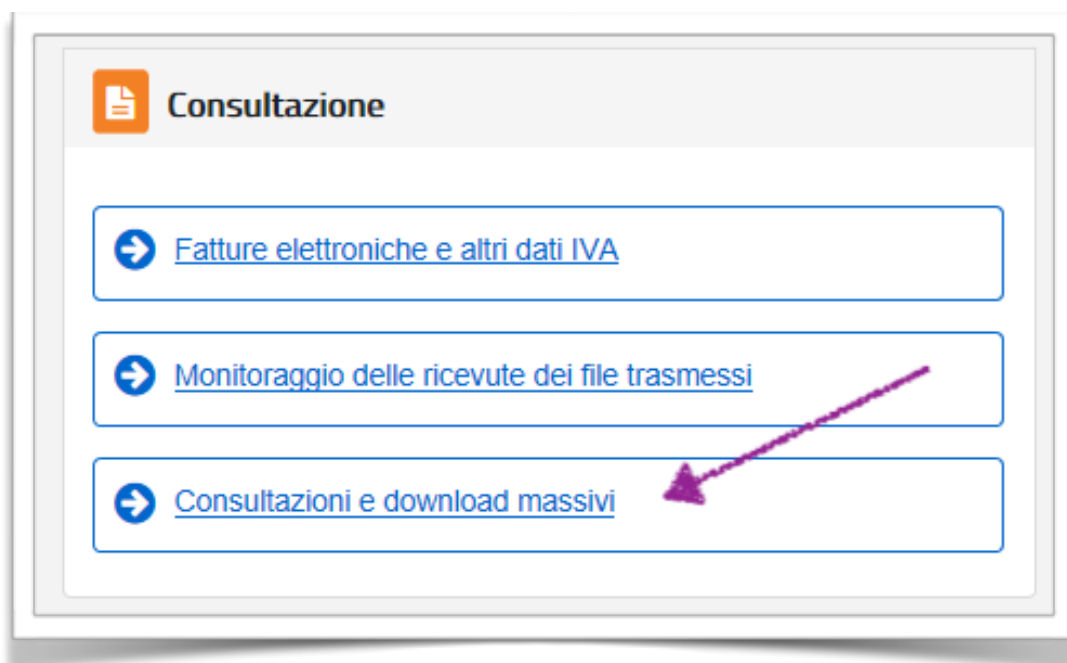 Consultazione
Fatture elettroniche e altri dati IVA
Monitoraggio delle ricevute dei file trasmessi
Consultazioni e download massivi